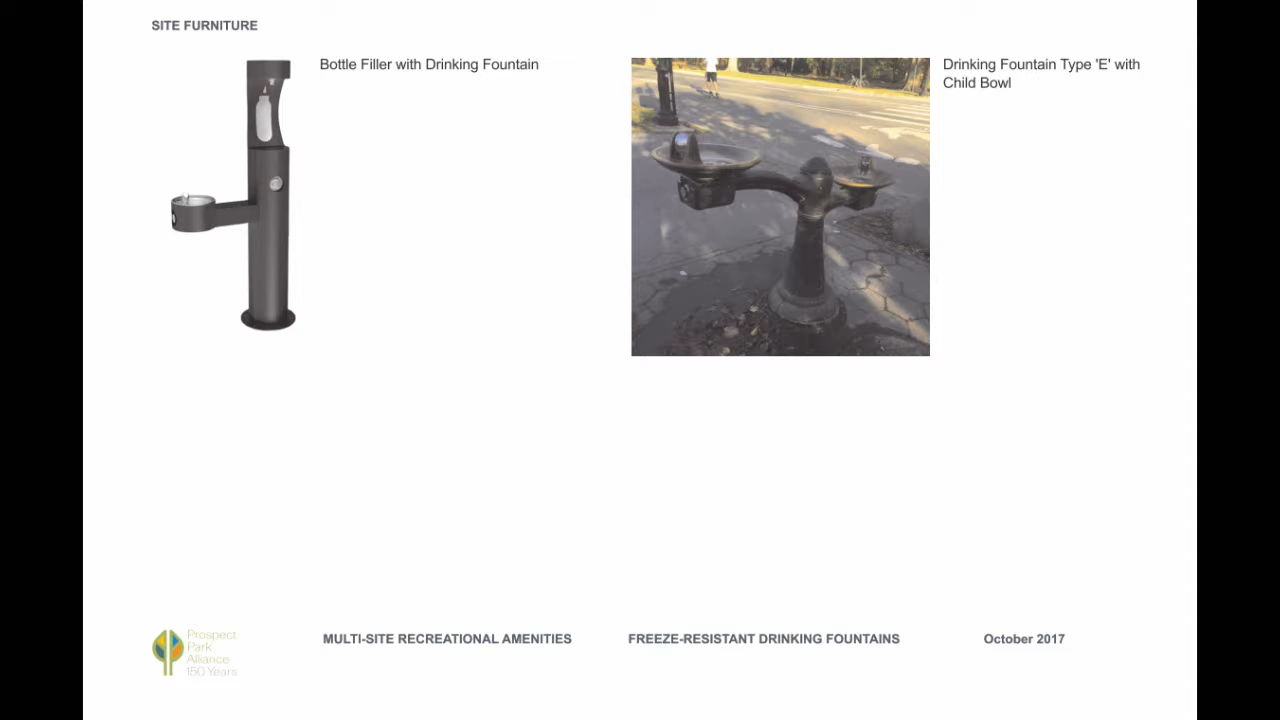 SITE FURNITURE
Bottle Filler with Drinking Fountain
Drinking Fountain Type 'E' with
Child Bowl
Prospect
Park
Alliance
150 Years
MULTI-SITE RECREATIONAL AMENITIES
FREEZE-RESISTANT DRINKING FOUNTAINS
October 2017